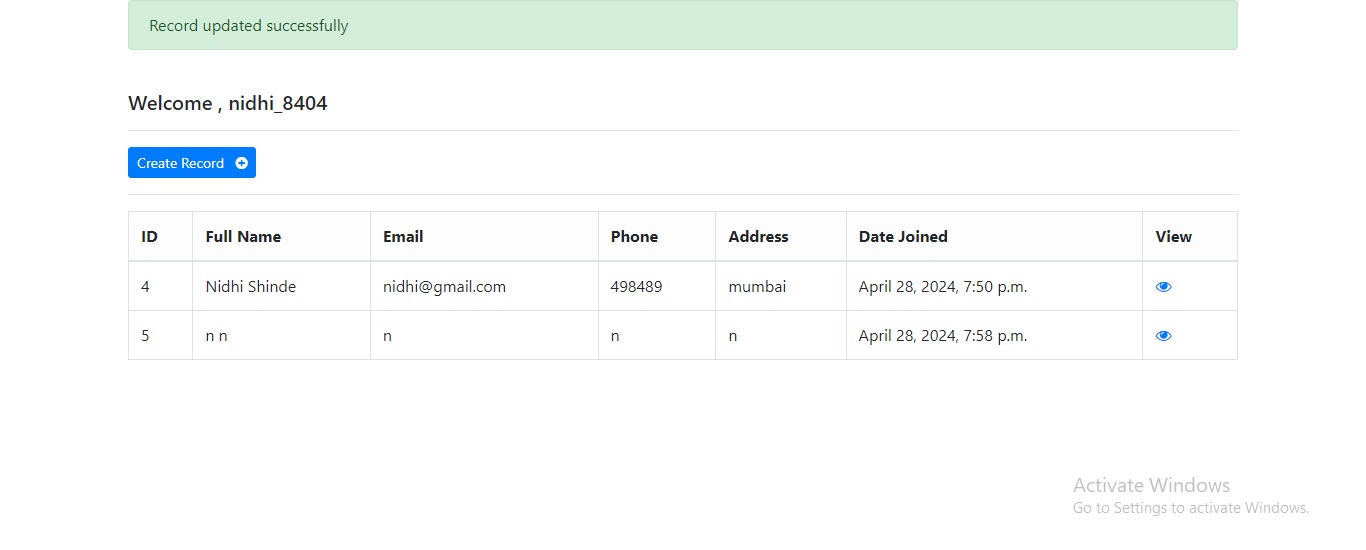 Record updated successfully
Welcome , nidhi_8404
Create Record
ID Full Name Email Phone Address Date Joined View
4 Nidhi Shinde nidhi@gmail.com 498489 mumbai April 28, 2024, 7:50 p.m.
5 n n n n n April 28, 2024, 7:58 p.m.
Activate Windows
Go to Settings to activate Windows.